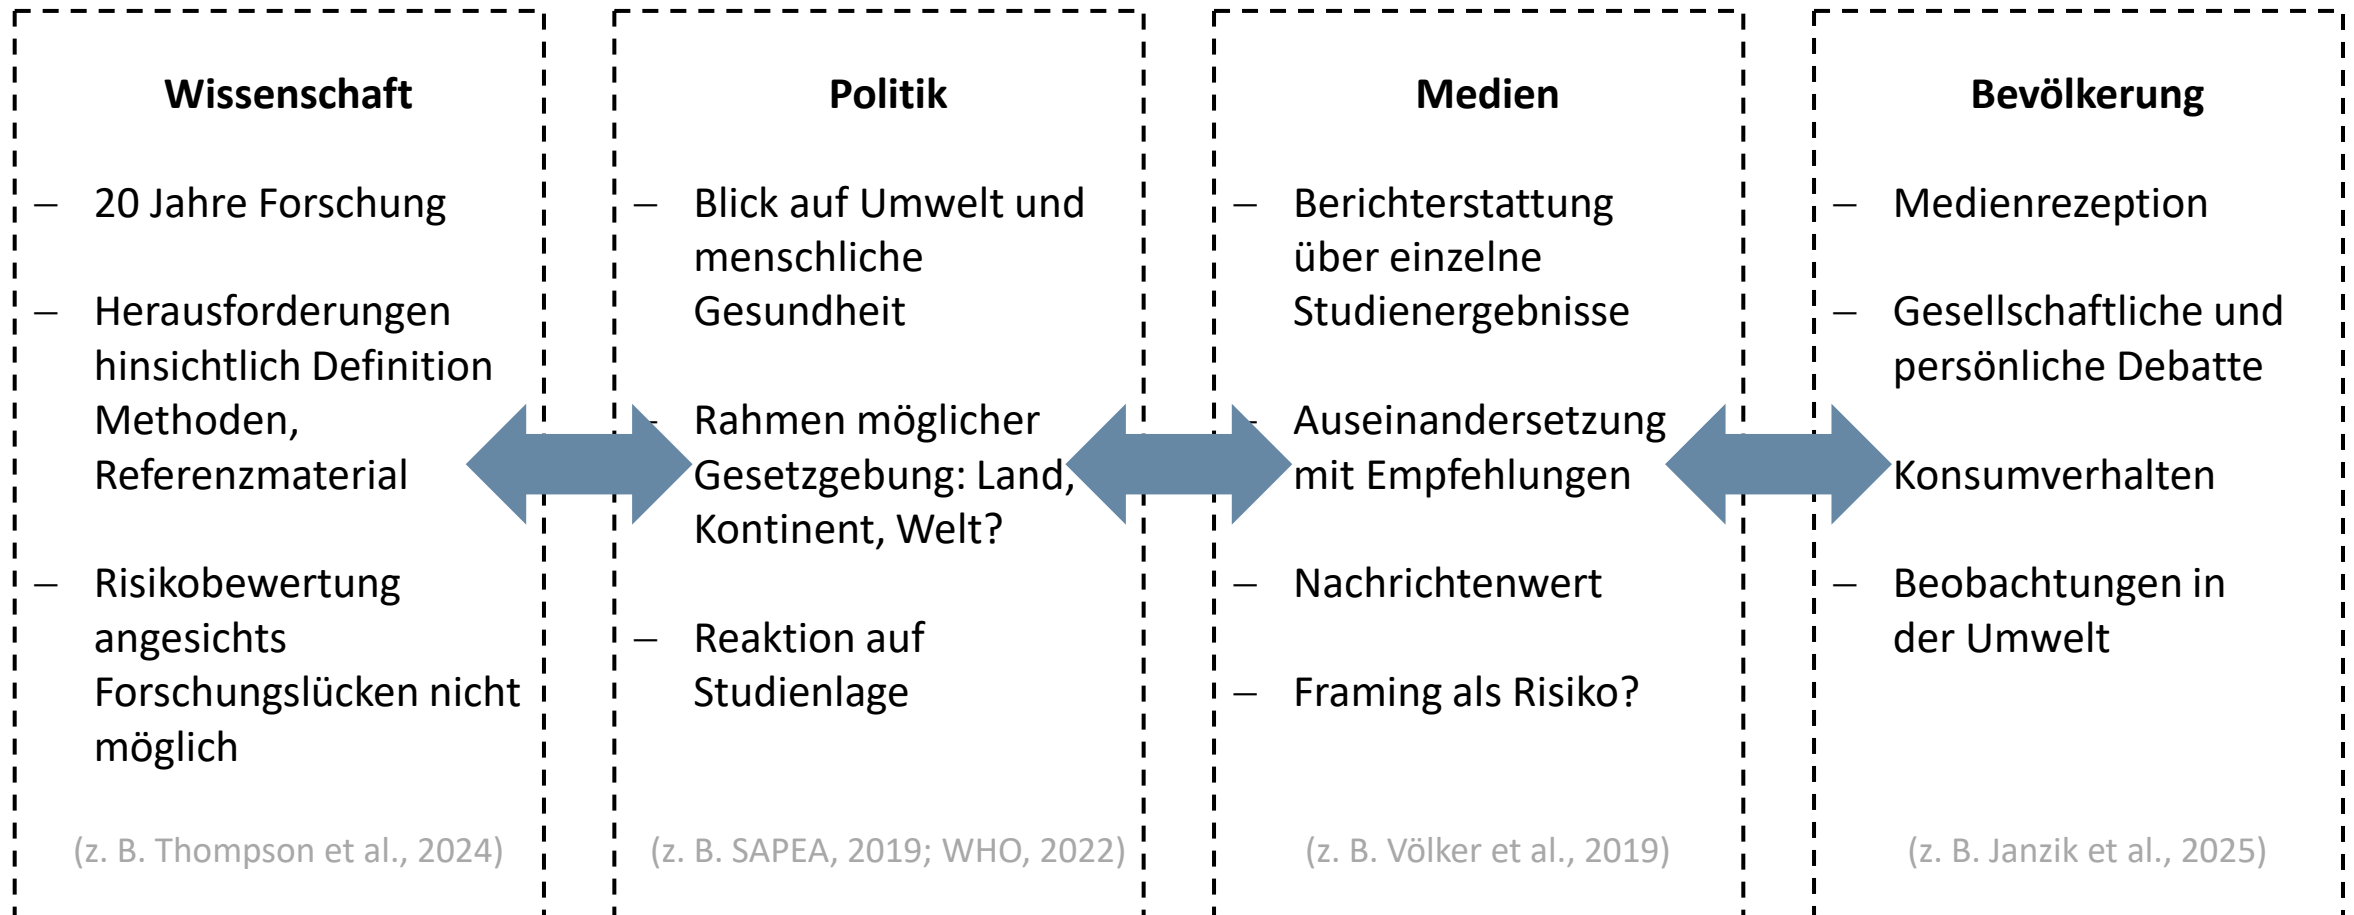 Wissenschaft
– 20 Jahre Forschung
– Herausforderungen
hinsichtlich Definition
Methoden,
Referenzmaterial
– Risikobewertung
angesichts
Forschungslücken nicht
möglich
(z. B. Thompson et al., 2024)
Politik
– Blick auf Umwelt und
menschliche
Gesundheit
– Rahmen möglicher
Gesetzgebung: Land,
Kontinent, Welt?
– Reaktion auf
Studienlage
(z. B. SAPEA, 2019; WHO, 2022)
Medien
– Berichterstattung
über einzelne
Studienergebnisse
– Auseinandersetzung
mit Empfehlungen
– Nachrichtenwert
– Framing als Risiko?
(z. B. Völker et al., 2019)
Bevölkerung
– Medienrezeption
– Gesellschaftliche und
persönliche Debatte
Konsumverhalten
– Beobachtungen in
der Umwelt
(z. B. Janzik et al., 2025)